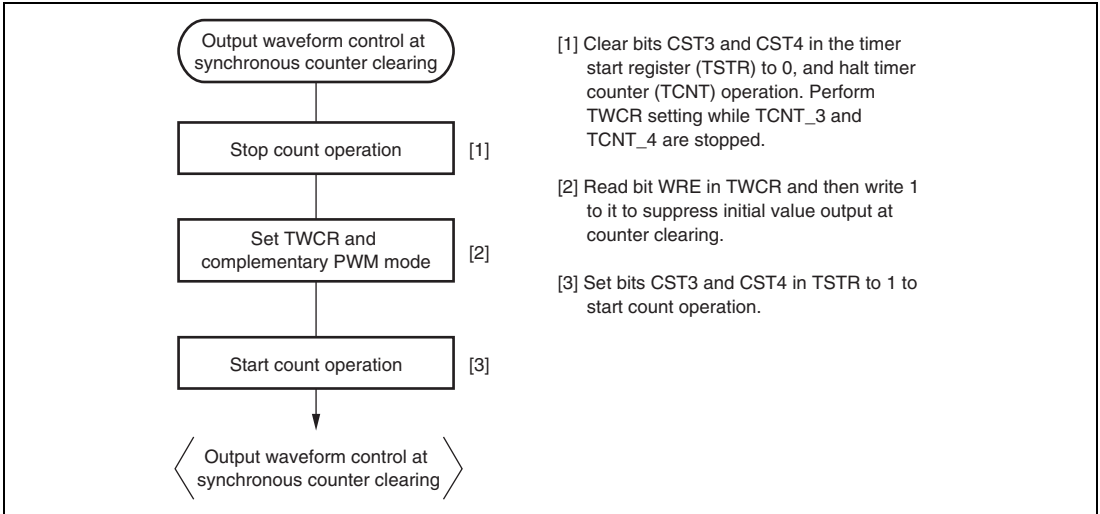 Output waveform control at
synchronous counter clearing
Stop count operation
[1]
Set TWCR and
complementary PWM mode
[2]
Start count operation
[3]
Output waveform control at
synchronous counter clearing
[1] Clear bits CST3 and CST4 in the timer
start register (TSTR) to 0, and halt timer
counter (TCNT) operation. Perform
TWCR setting while TCNT_3 and
TCNT_4 are stopped.
[2] Read bit WRE in TWCR and then write 1
to it to suppress initial value output at
counter clearing.
[3] Set bits CST3 and CST4 in TSTR to 1 to
start count operation.